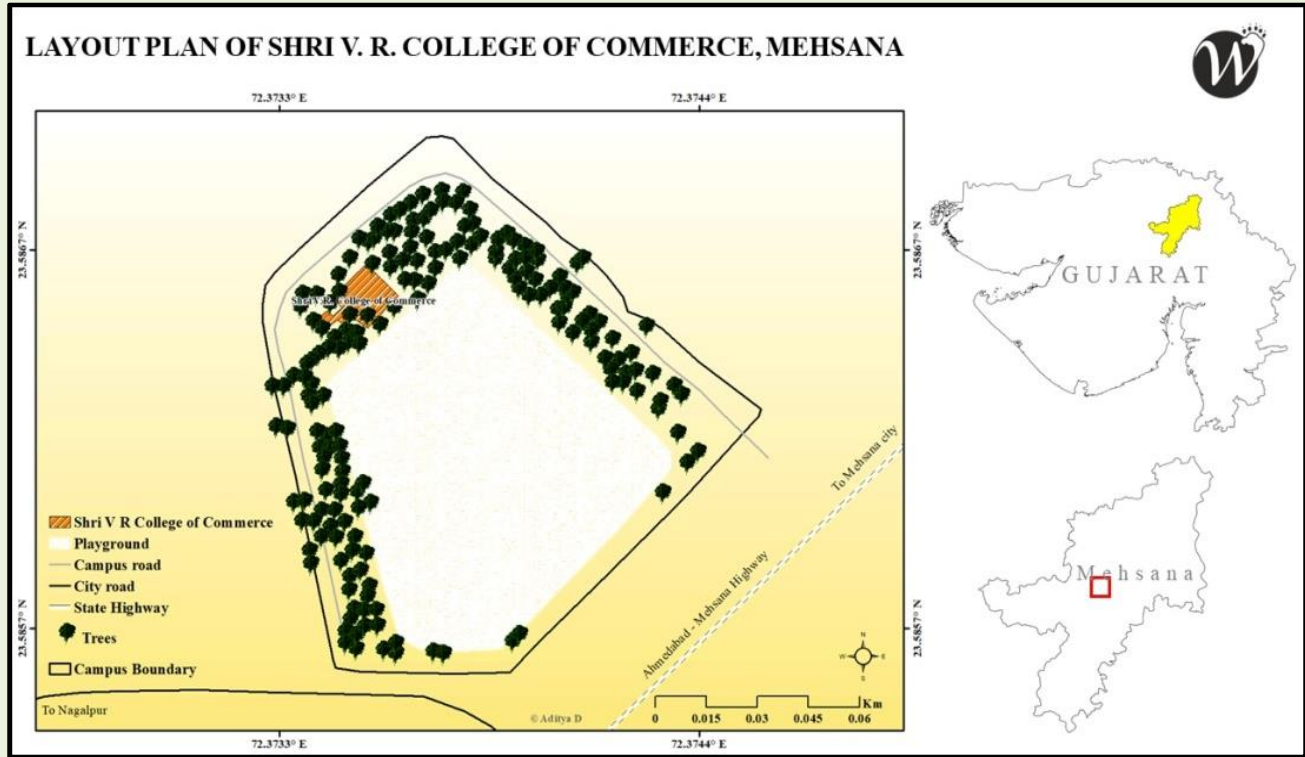 LAYOUT PLAN OF SHRI V. R. COLLEGE OF COMMERCE, MEHSANA
W
72.3733° E
72.3744° E
23.5867° N
23.5867° N
GUJARAT
Shri V R College of Commerce
To Mehsana city
Ahmedabad - Mehsana Highway
Shri V R College of Commerce
Playground
Campus road
City road
State Highway
Trees
Campus Boundary
Mehsana
23.5857° N
23.5857° N
N
W
E
S
Km
0 0.015 0.03 0.045 0.06
To Nagalpur
© Aditya D
72.3733° E
72.3744° E